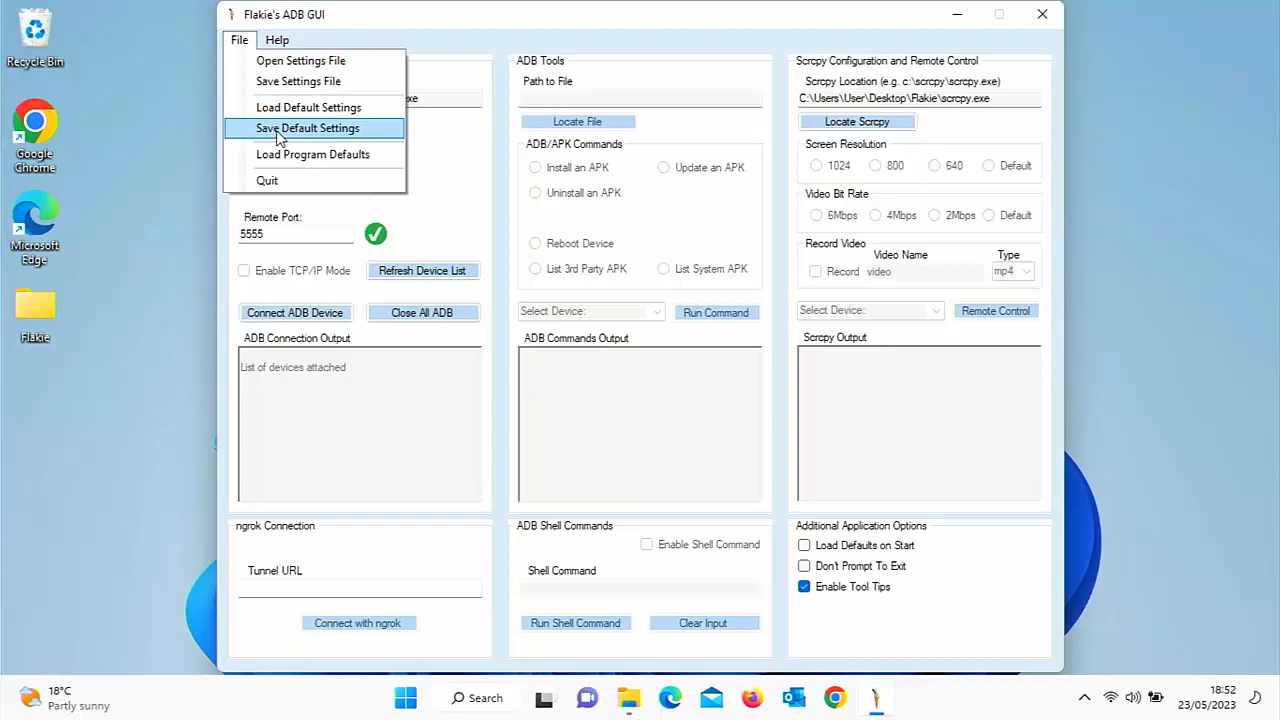 Recycle Bin
Google
Chrome
Microsoft
Edge
Flakie
Flakie's ADB GUI
File
Help
Open Settings File
Save Settings File
Load Default Settings
Save Default Settings
Load Program Defaults
Quit
Remote Port:
5555
Enable TCP/IP Mode
Refresh Device List
Connect ADB Device
Close All ADB
ADB Connection Output
List of devices attached
ngrok Connection
Tunnel URL
Connect with ngrok
ADB Tools
Path to File
Locate File
ADB/APK Commands
Install an APK
Update an APK
Uninstall an APK
Reboot Device
List 3rd Party APK
List System APK
Select Device:
Run Command
ADB Commands Output
ADB Shell Commands
Enable Shell Command
Shell Command
Run Shell Command
Clear Input
Scrcpy Configuration and Remote Control
Scrcpy Location (e.g. c:\scrcpy\scrcpy.exe)
C:\Users\User\Desktop\Flakie\scrcpy.exe
Locate Scrcpy
Screen Resolution
1024
800
640
Default
Video Bit Rate
6Mbps
4Mbps
2Mbps
Default
Record Video
Video Name
Type
Record
video
mp4
Select Device:
Remote Control
Scrcpy Output
Additional Application Options
Load Defaults on Start
Don't Prompt To Exit
Enable Tool Tips
18°C
Partly sunny
Search
18:52
23/05/2023